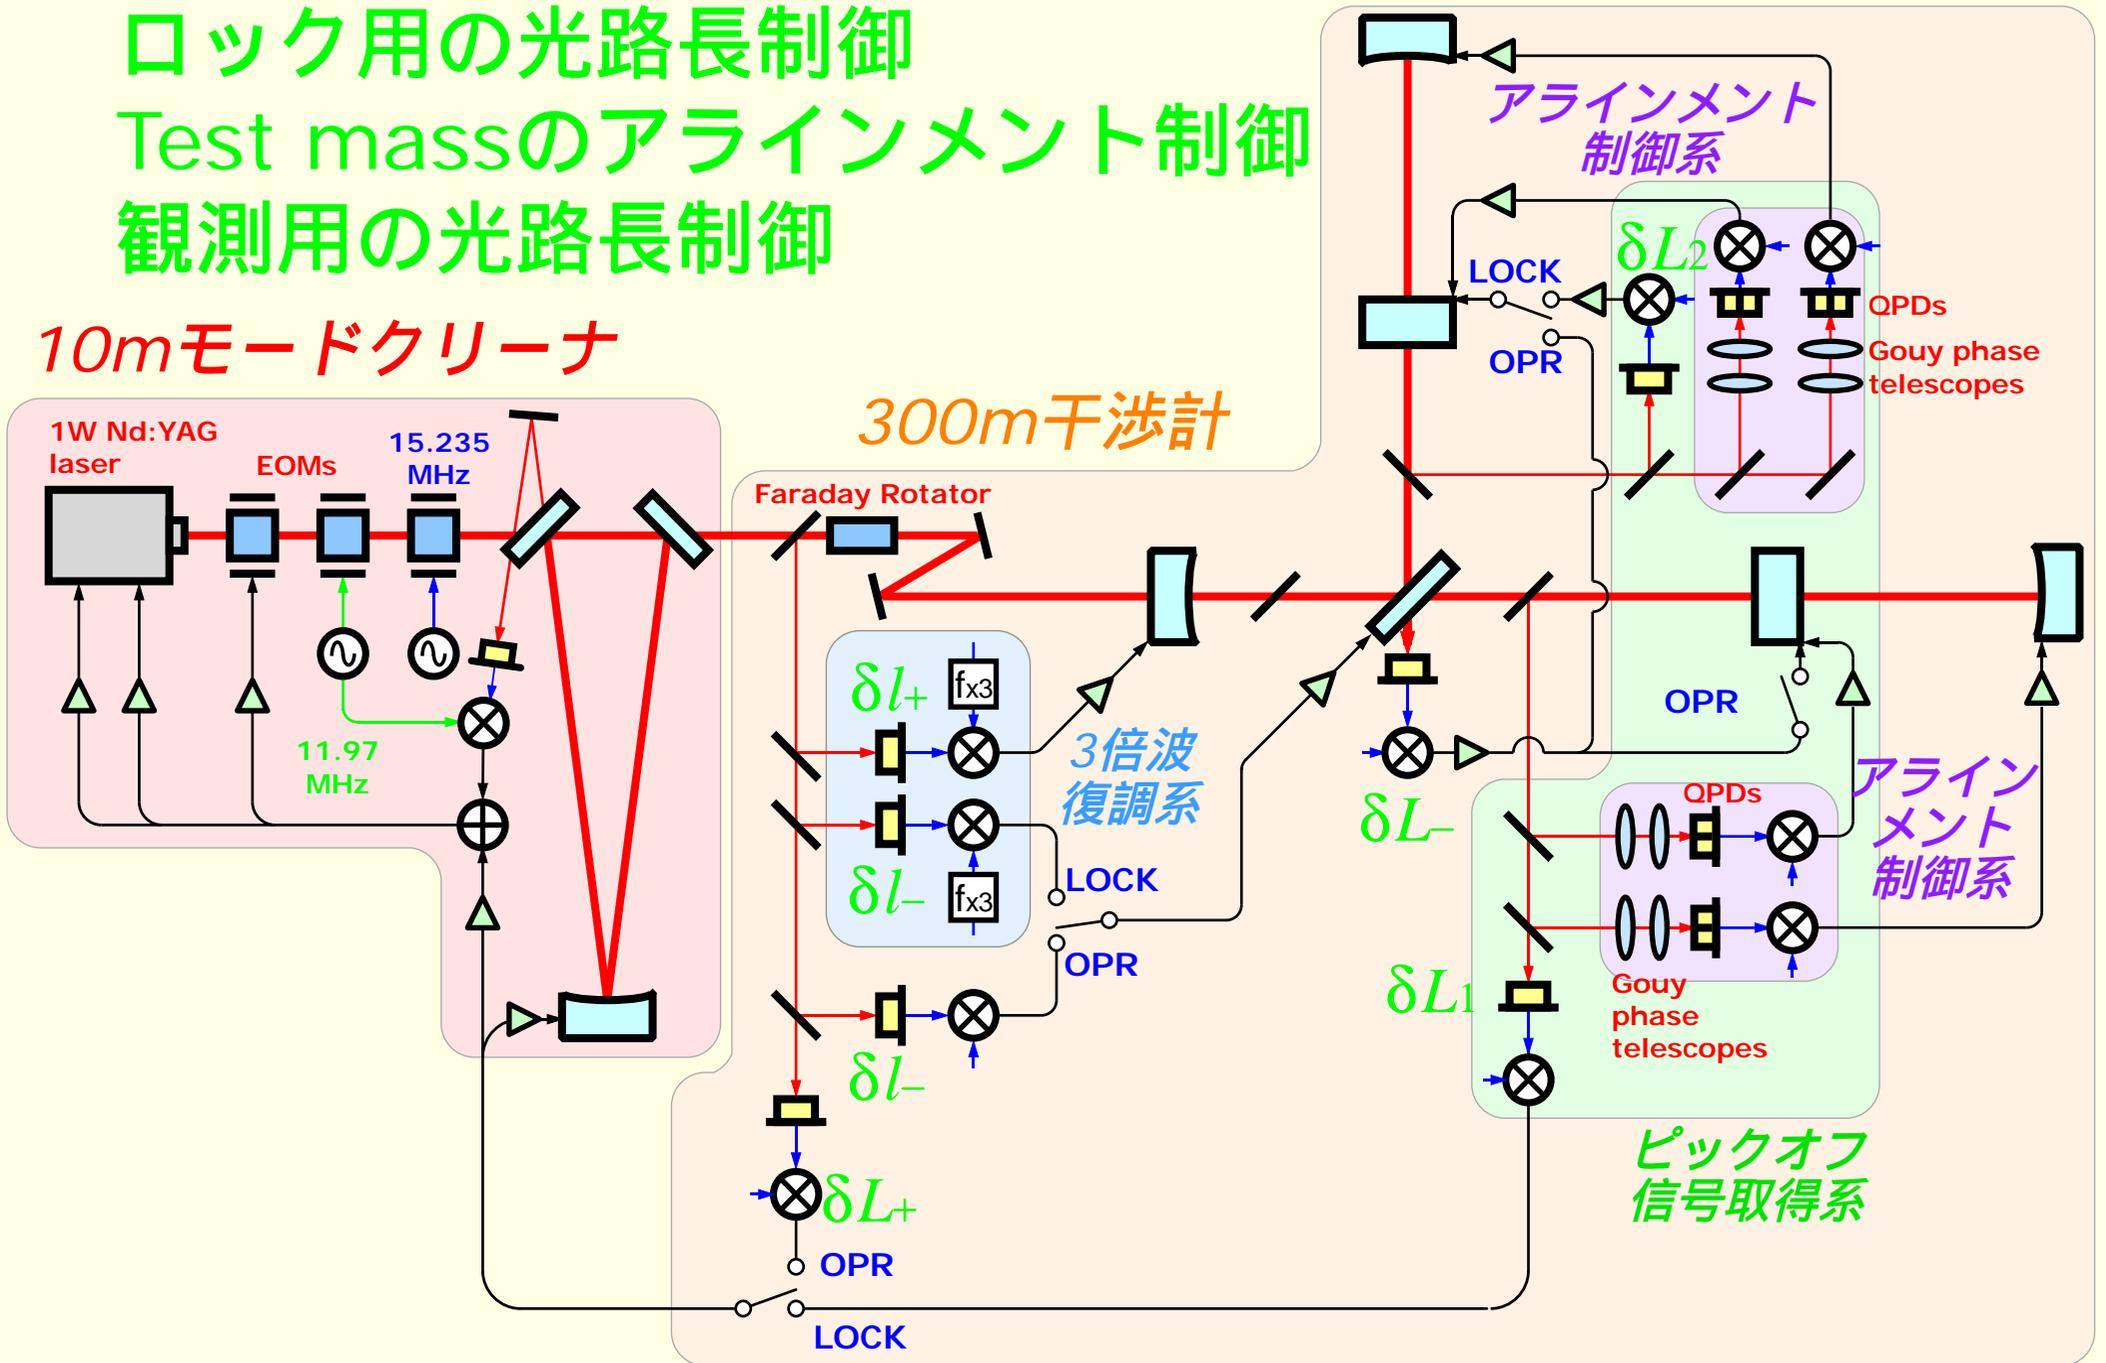 ロック用の光路長制御
Test massのアラインメント制御
観測用の光路長制御
10mモードクリーナ
1W Nd:YAG
laser
EOMs
15.235
MHz
11.97
MHz
300m干渉計
Faraday Rotator
δl+
fx3
3倍波
復調系
δl−
fx3
LOCK
OPR
δl−
δL+
OPR
LOCK
アラインメント
制御系
δL2
LOCK
OPR
QPDs
Gouy phase
telescopes
OPR
δL−
QPDs
アライン
メント
制御系
δL1
Gouy
phase
telescopes
ピックオフ
信号取得系